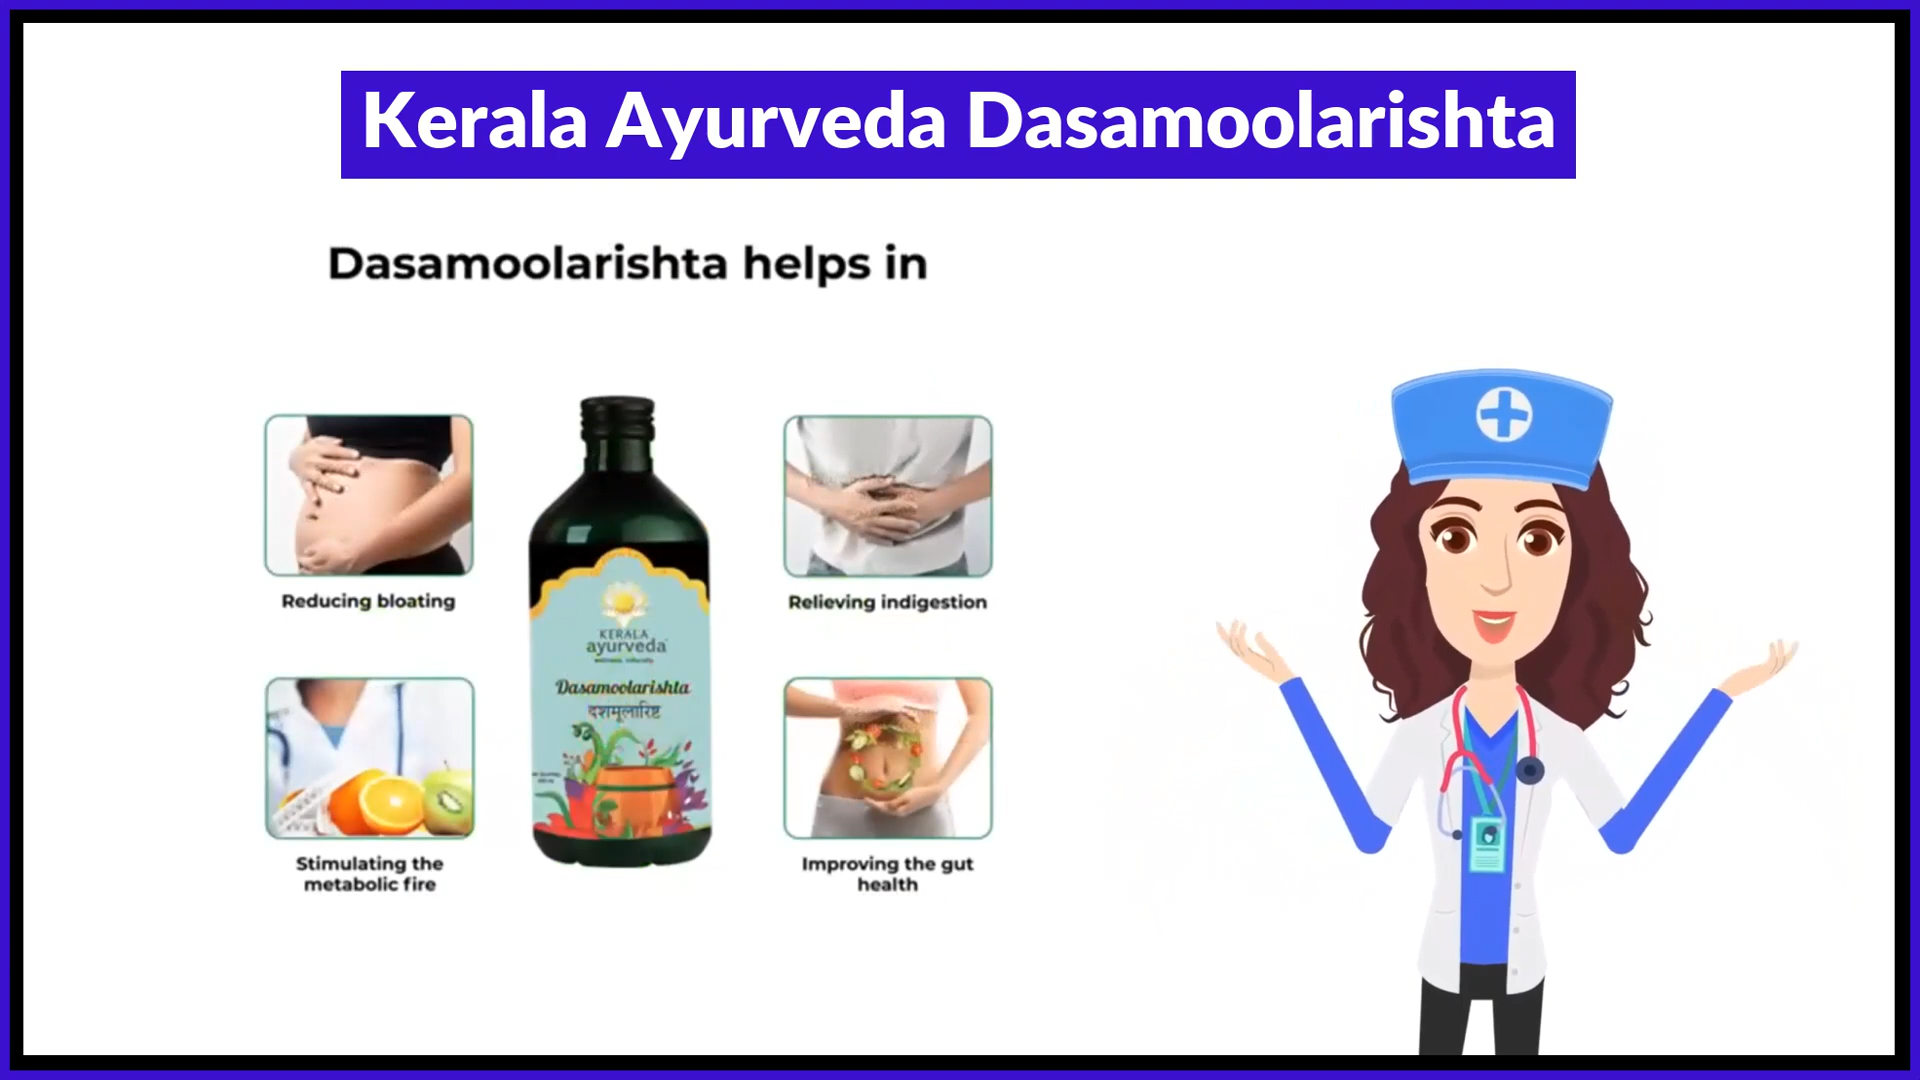 Kerala Ayurveda Dasamoolarishta
Dasamoolarishta helps in
Reducing bloating
Relieving indigestion
KERALA
ayurveda
Dasamoolarishta
दशमूलारिष्ट
Stimulating the
metabolic fire
Improving the gut
health